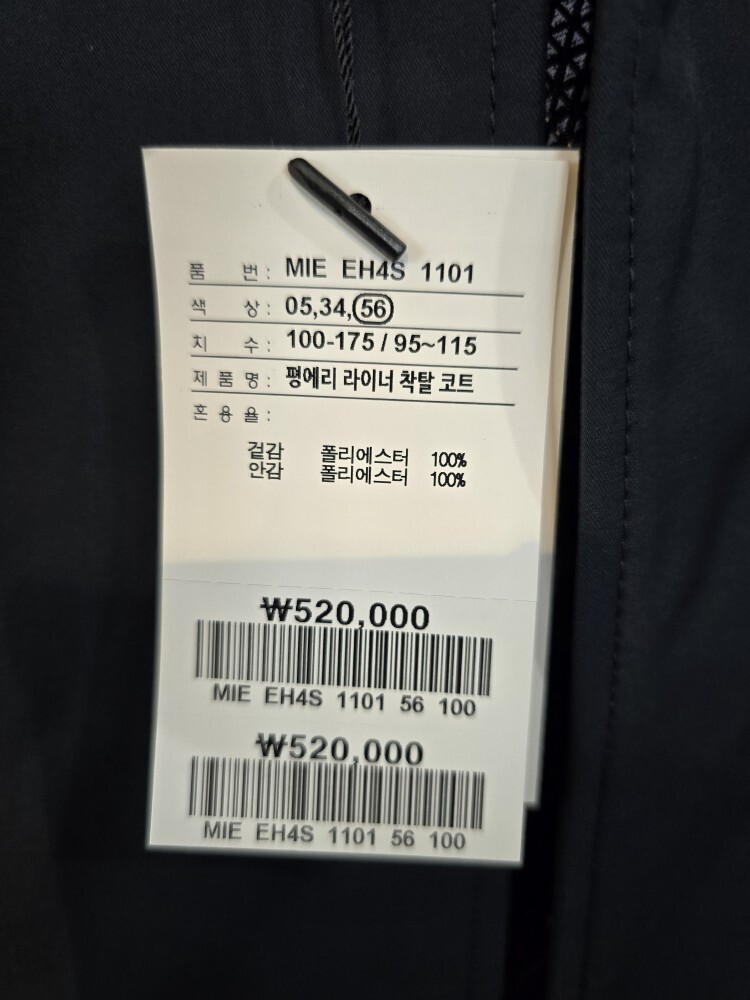 품 번 : MIE EH4S 1101
색 상 : 05,34,56
치 수 : 100-175 / 95~115
제 품 명 : 평에리 라이너 착탈 코트
혼 용 율 :
겉감 폴리에스터 100%
안감 폴리에스터 100%
₩520,000
MIE EH4S 1101 56 100
₩520,000
MIE EH4S 1101 56 100